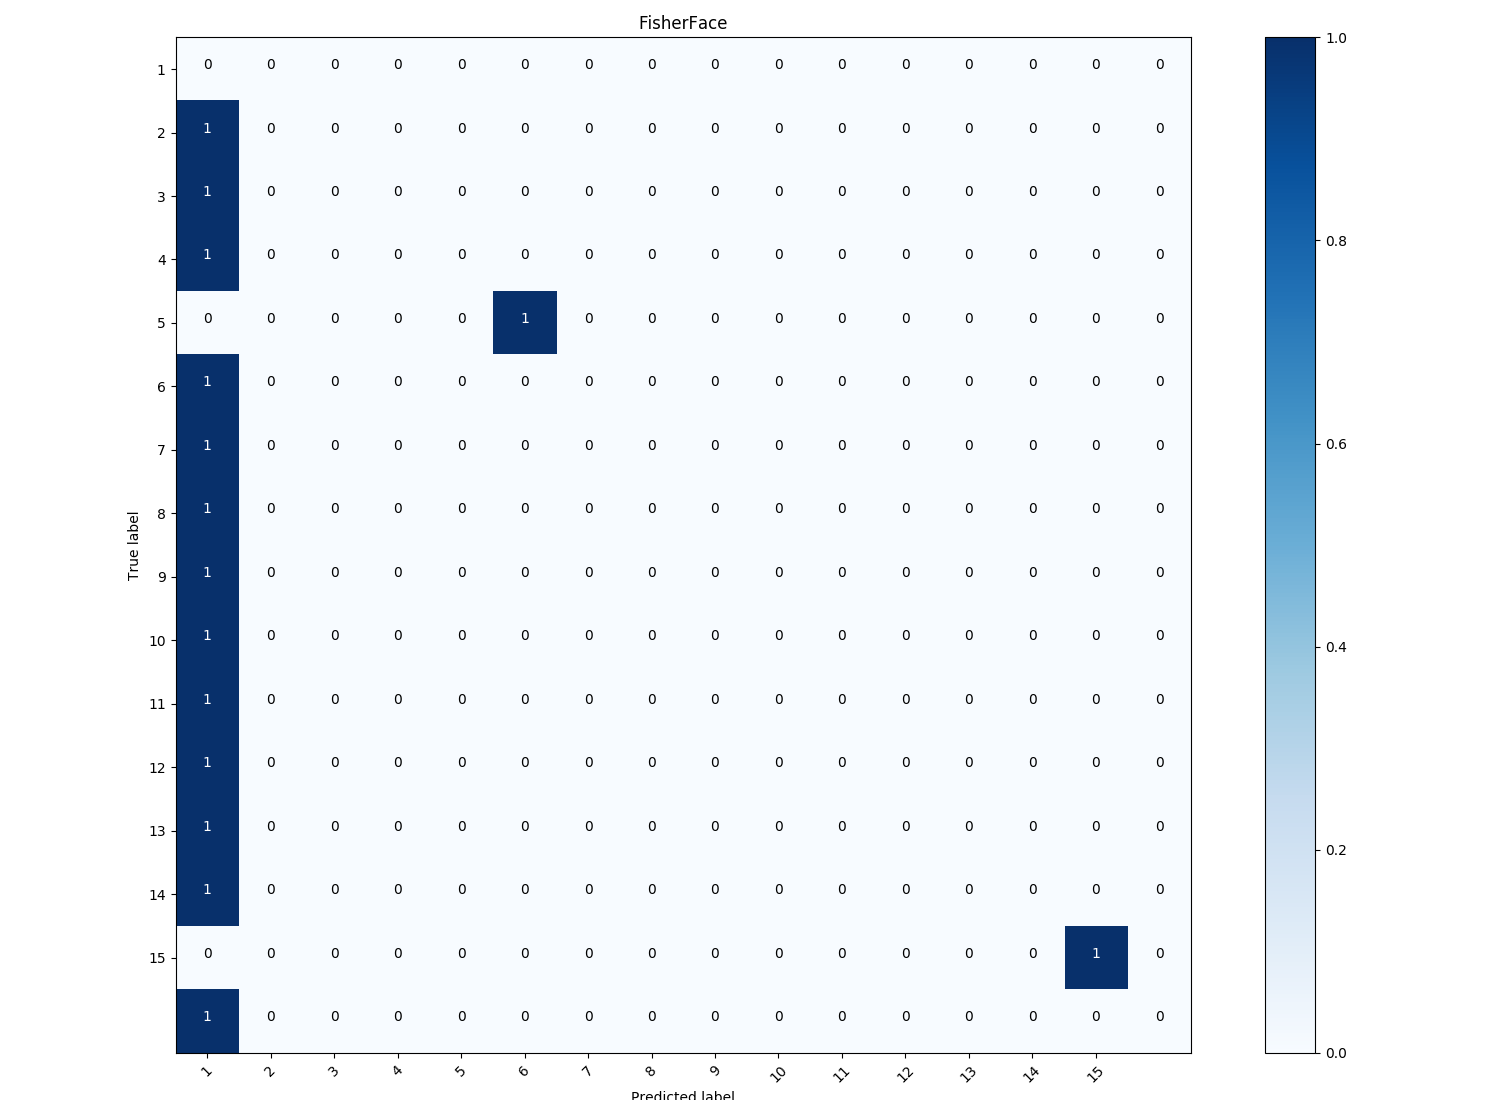 FisherFace
1 0 0 0 0 0 0 0 0 0 0 0 0 0 0 0 0
2 1 0 0 0 0 0 0 0 0 0 0 0 0 0 0 0
3 1 0 0 0 0 0 0 0 0 0 0 0 0 0 0 0
4 1 0 0 0 0 0 0 0 0 0 0 0 0 0 0 0
5 0 0 0 0 0 1 0 0 0 0 0 0 0 0 0 0
6 1 0 0 0 0 0 0 0 0 0 0 0 0 0 0 0
7 1 0 0 0 0 0 0 0 0 0 0 0 0 0 0 0
8 1 0 0 0 0 0 0 0 0 0 0 0 0 0 0 0
9 1 0 0 0 0 0 0 0 0 0 0 0 0 0 0 0
10 1 0 0 0 0 0 0 0 0 0 0 0 0 0 0 0
11 1 0 0 0 0 0 0 0 0 0 0 0 0 0 0 0
12 1 0 0 0 0 0 0 0 0 0 0 0 0 0 0 0
13 1 0 0 0 0 0 0 0 0 0 0 0 0 0 0 0
14 1 0 0 0 0 0 0 0 0 0 0 0 0 0 0 0
15 0 0 0 0 0 0 0 0 0 0 0 0 0 0 1 0
1 0 0 0 0 0 0 0 0 0 0 0 0 0 0 0
1 2 3 4 5 6 7 8 9 10 11 12 13 14 15
True label
Predicted label
1.0
0.8
0.6
0.4
0.2
0.0